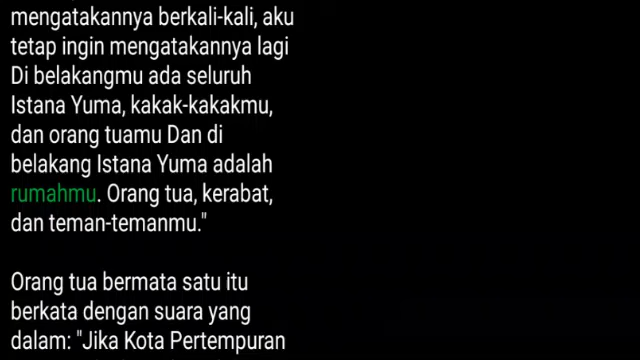 mengatakannya berkali-kali, aku
tetap ingin mengatakannya lagi
Di belakangmu ada seluruh
Istana Yuma, kakak-kakakmu,
dan orang tuamu Dan di
belakang Istana Yuma adalah
rumahmu. Orang tua, kerabat,
dan teman-temanmu."
Orang tua bermata satu itu
berkata dengan suara yang
dalam: "Jika Kota Pertempuran